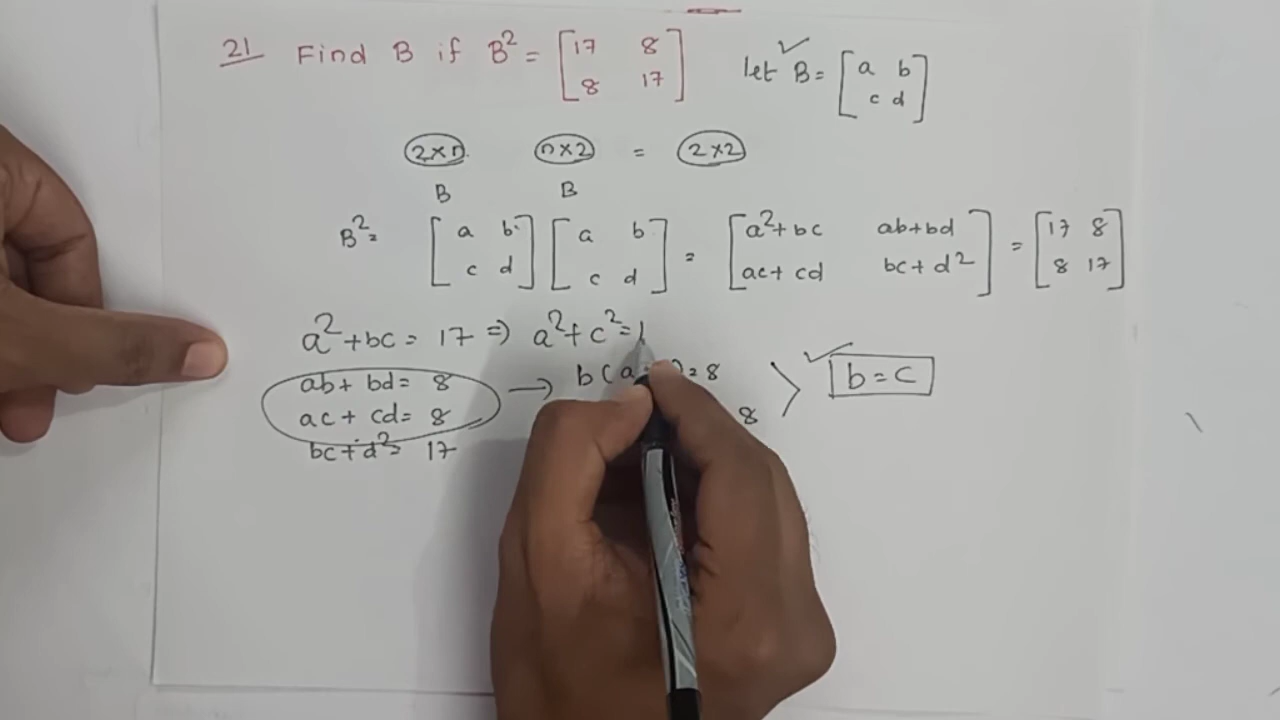 21 Find B if B² = [17 8
8 17] let B = [a b
c d]
2×n n×2 = 2×2
B B
B² = [a b
c d] [a b
c d] = [a²+bc ab+bd
ac+cd bc+d²] = [17 8
8 17]
a²+bc = 17 ⇒ a²+c²=1
ab+bd = 8 → b(a )=8 > b=c
ac+cd = 8 8
bc+d² = 17